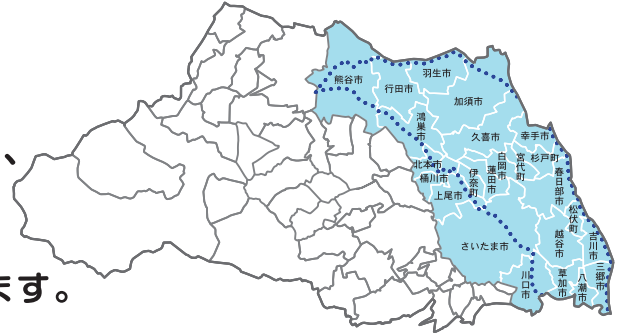 、
ます。
熊谷市
行田市
羽生市
加須市
鴻巣市
久喜市
幸手市
北本市
桶川市
上尾市
伊奈町
蓮田市
白岡市
宮代町
杉戸町
春日部市
松伏町
さいたま市
越谷市
吉川市
川口市
草加市
八潮市
三郷市